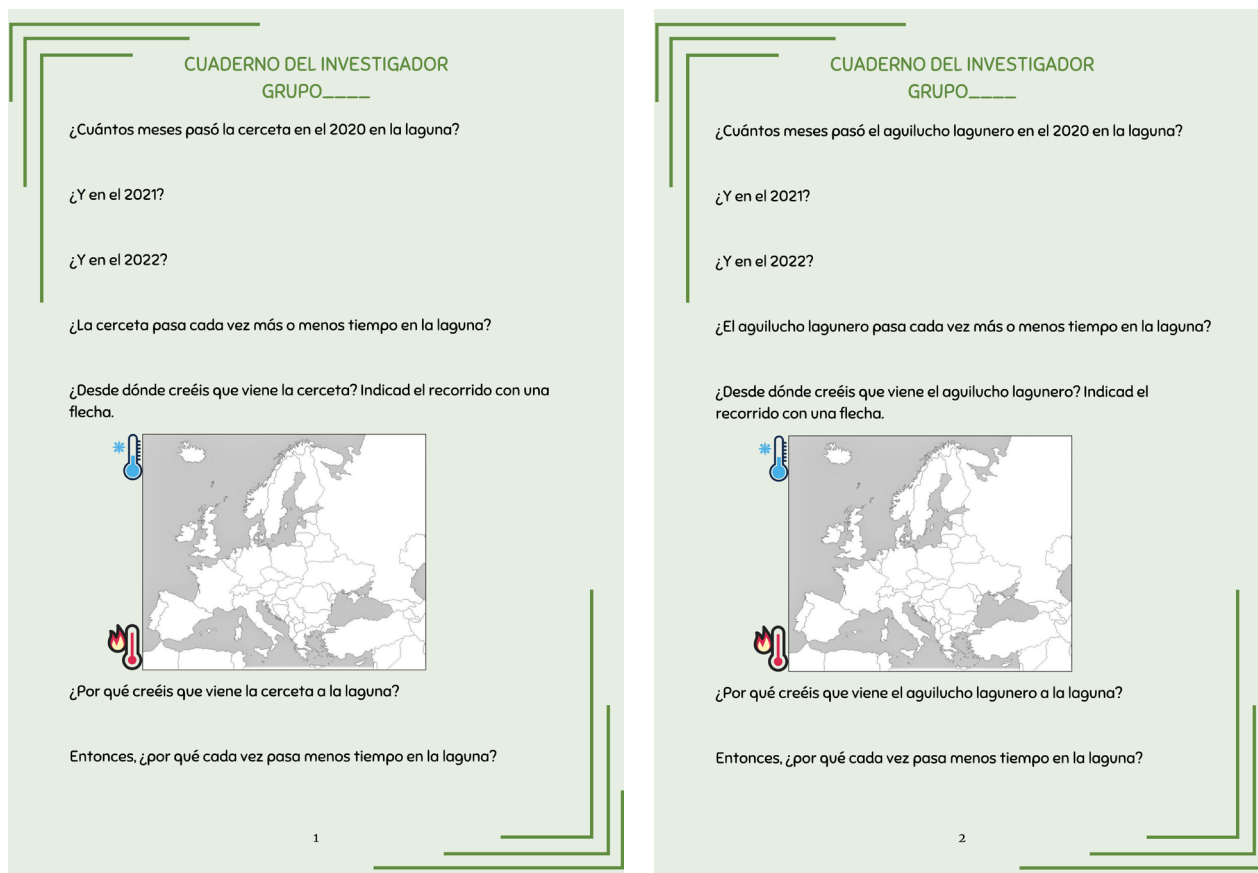 CUADERNO DEL INVESTIGADOR
GRUPO____
¿Cuántos meses pasó la cerceta en el 2020 en la laguna?
¿Y en el 2021?
¿Y en el 2022?
¿La cerceta pasa cada vez más o menos tiempo en la laguna?
¿Desde dónde creéis que viene la cerceta? Indicad el recorrido con una
flecha.
¿Por qué creéis que viene la cerceta a la laguna?
Entonces, ¿por qué cada vez pasa menos tiempo en la laguna?
1
CUADERNO DEL INVESTIGADOR
GRUPO____
¿Cuántos meses pasó el aguilucho lagunero en el 2020 en la laguna?
¿Y en el 2021?
¿Y en el 2022?
¿El aguilucho lagunero pasa cada vez más o menos tiempo en la laguna?
¿Desde dónde creéis que viene el aguilucho lagunero? Indicad el
recorrido con una flecha.
¿Por qué creéis que viene el aguilucho lagunero a la laguna?
Entonces, ¿por qué cada vez pasa menos tiempo en la laguna?
2